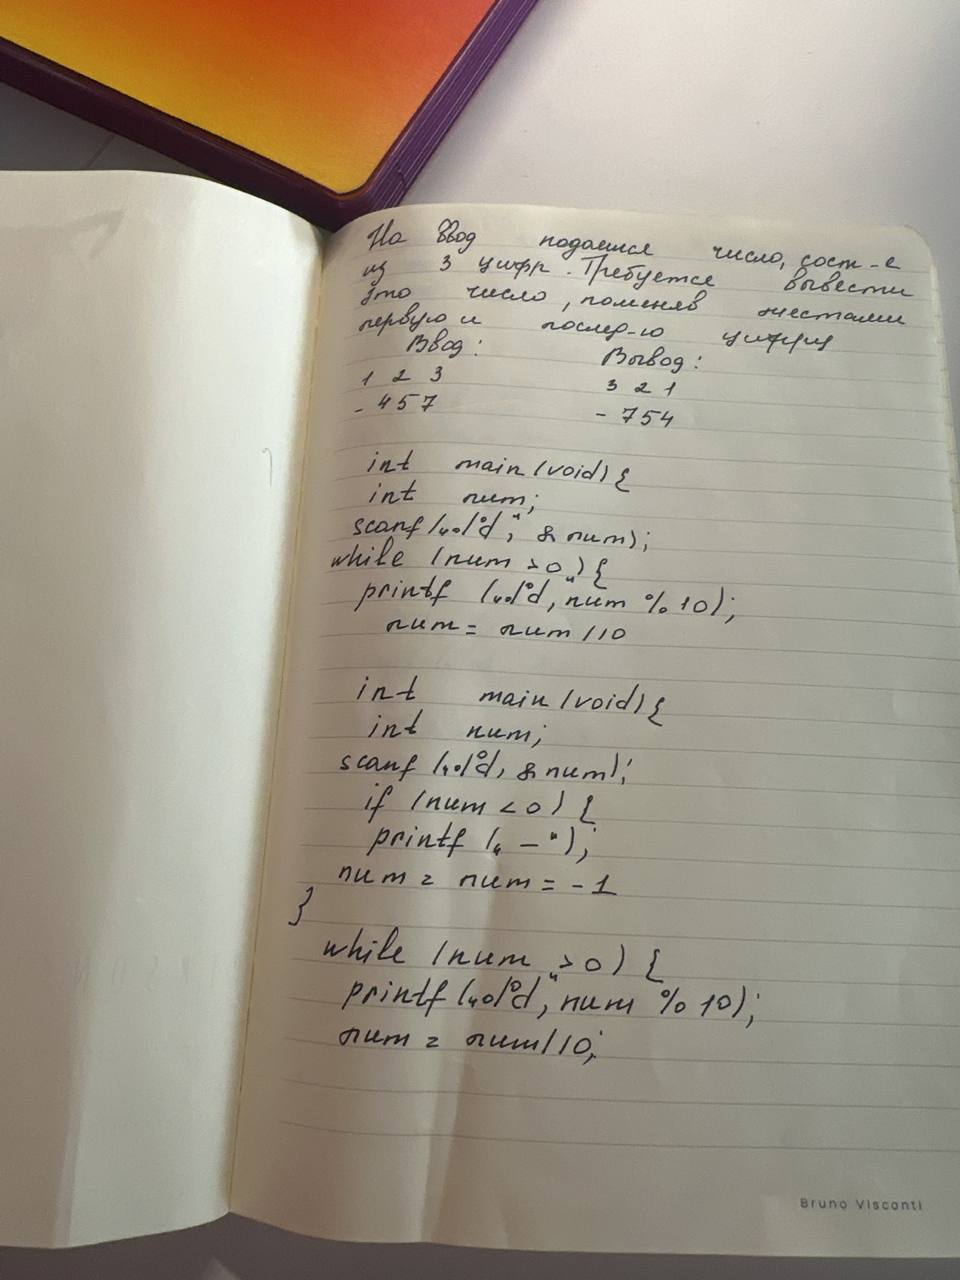 На ввод подается число, сост-е
из 3 цифр. Требуется вывести
это число, поменяв местами
первую и послед-ю цифры
Ввод: Вывод:
1 2 3 3 2 1
- 457 - 754
int main(void) {
int num;
scanf („%d“, & num);
while (num > 0) {
printf („%d“, num % 10);
num = num / 10
int main (void) {
int num;
scanf („%d, & num);
if (num < 0) {
printf („ - “);
num = num = - 1
}
while (num > 0) {
printf („%d“, num % 10);
num = num / 10;
Bruno Visconti